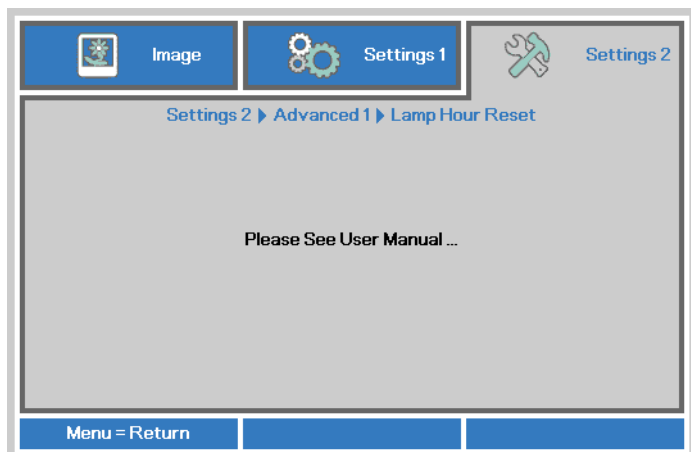 Image
Settings 1
Settings 2
Settings 2 ▶ Advanced 1 ▶ Lamp Hour Reset
Please See User Manual ...
Menu = Return